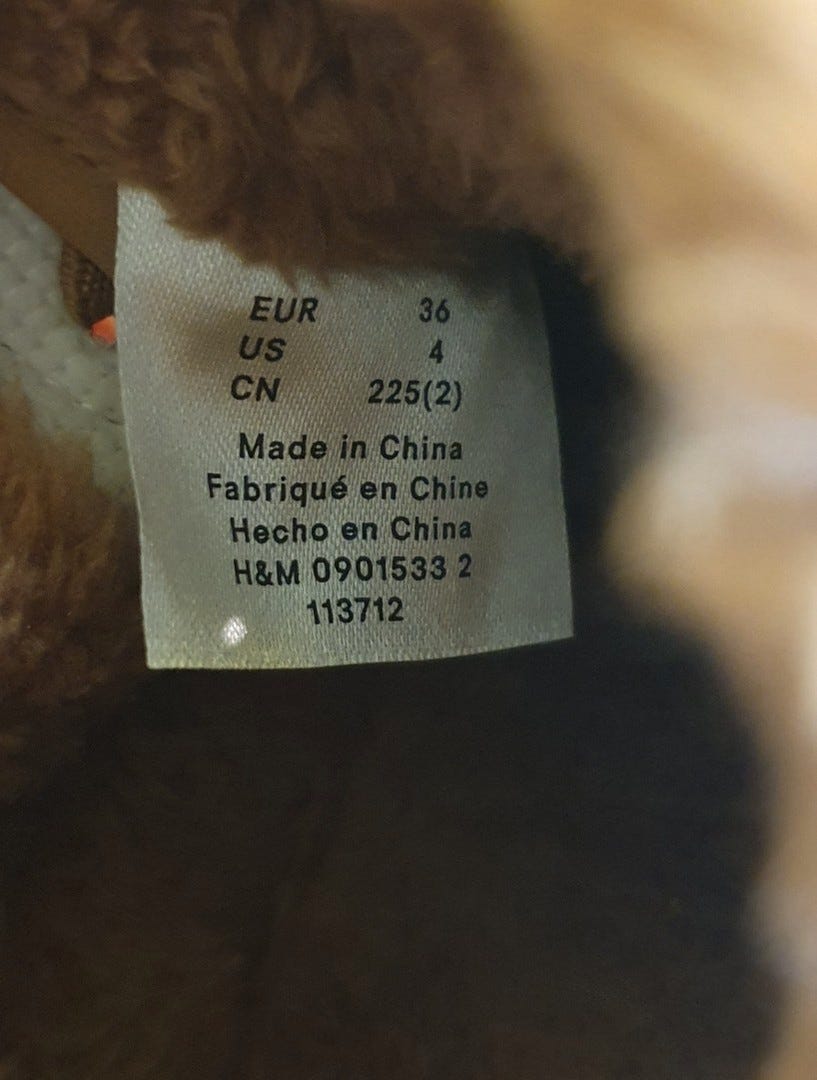 EUR 36
US 4
CN 225(2)
Made in China
Fabriqué en Chine
Hecho en China
H&M 0901533 2
113712